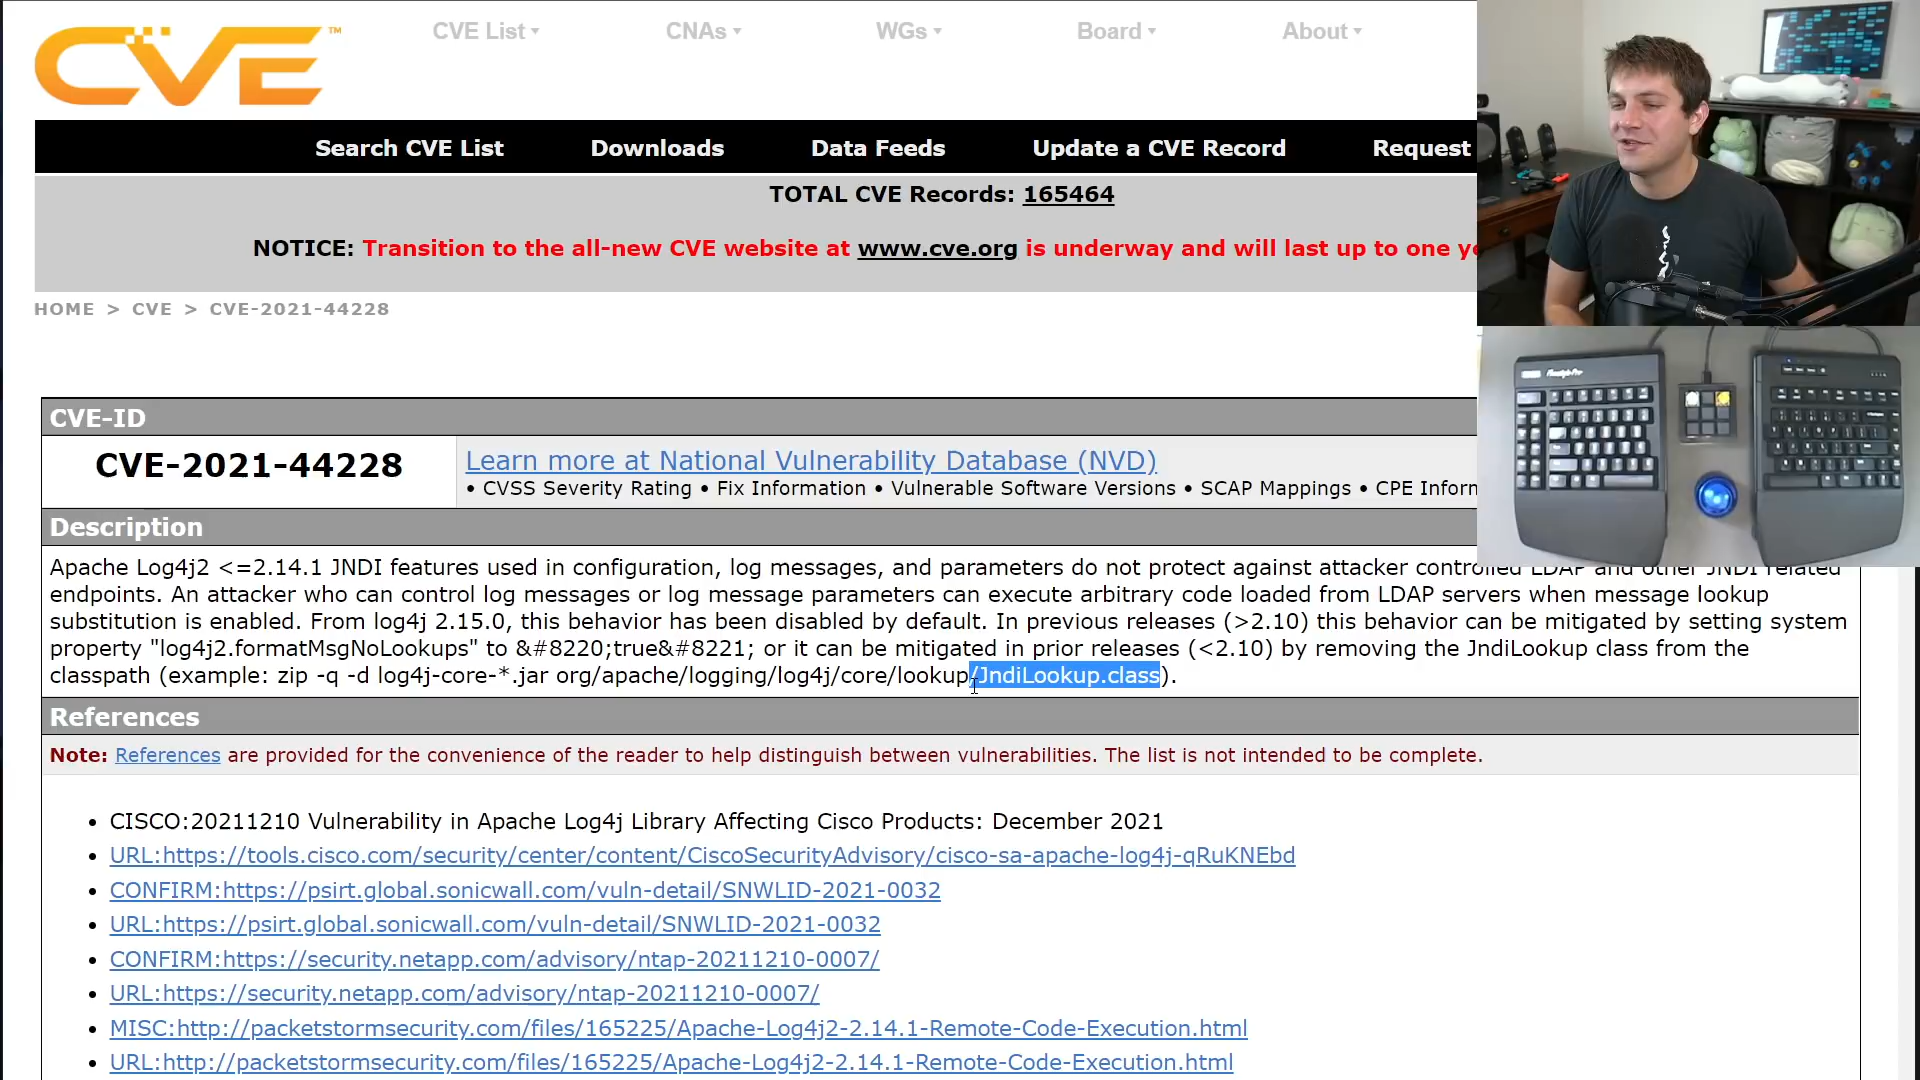 CVE™
CVE List
CNAs
WGs
Board
About
Search CVE List
Downloads
Data Feeds
Update a CVE Record
Request
TOTAL CVE Records: 165464
NOTICE: Transition to the all-new CVE website at www.cve.org is underway and will last up to one
HOME > CVE > CVE-2021-44228
CVE-ID
CVE-2021-44228
Learn more at National Vulnerability Database (NVD)
• CVSS Severity Rating • Fix Information • Vulnerable Software Versions • SCAP Mappings • CPE
Description
Apache Log4j2 <=2.14.1 JNDI features used in configuration, log messages, and parameters do not protect against attacker controlled LDAP and other JNDI related
endpoints. An attacker who can control log messages or log message parameters can execute arbitrary code loaded from LDAP servers when message lookup
substitution is enabled. From log4j 2.15.0, this behavior has been disabled by default. In previous releases (>2.10) this behavior can be mitigated by setting system
property "log4j2.formatMsgNoLookups" to &#8220;true&#8221; or it can be mitigated in prior releases (<2.10) by removing the JndiLookup class from the
classpath (example: zip -q -d log4j-core-*.jar org/apache/logging/log4j/core/lookup/JndiLookup.class).
References
Note: References are provided for the convenience of the reader to help distinguish between vulnerabilities. The list is not intended to be complete.
• CISCO:20211210 Vulnerability in Apache Log4j Library Affecting Cisco Products: December 2021
• URL:https://tools.cisco.com/security/center/content/CiscoSecurityAdvisory/cisco-sa-apache-log4j-qRuKNEbd
• CONFIRM:https://psirt.global.sonicwall.com/vuln-detail/SNWLID-2021-0032
• URL:https://psirt.global.sonicwall.com/vuln-detail/SNWLID-2021-0032
• CONFIRM:https://security.netapp.com/advisory/ntap-20211210-0007/
• URL:https://security.netapp.com/advisory/ntap-20211210-0007/
• MISC:http://packetstormsecurity.com/files/165225/Apache-Log4j2-2.14.1-Remote-Code-Execution.html
• URL:http://packetstormsecurity.com/files/165225/Apache-Log4j2-2.14.1-Remote-Code-Execution.html